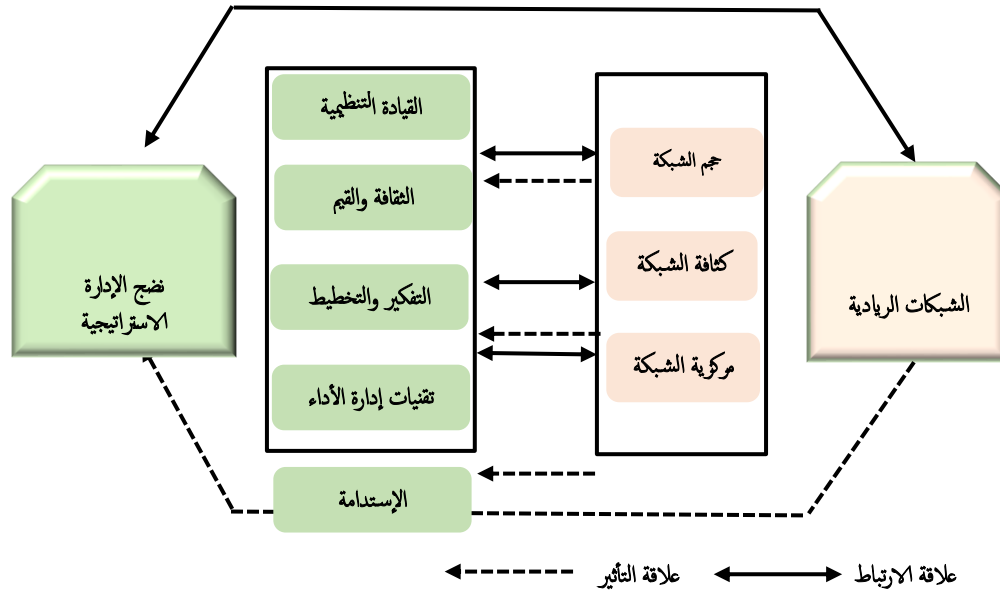 الشبكات الريادية
حجم الشبكة
كثافة الشبكة
مركزية الشبكة
القيادة التنظيمية
الثقافة والقيم
التفكير والتخطيط
تقنيات إدارة الأداء
الإستدامة
نضج الإدارة
الاستراتيجية
علاقة الارتباط
علاقة التأثير